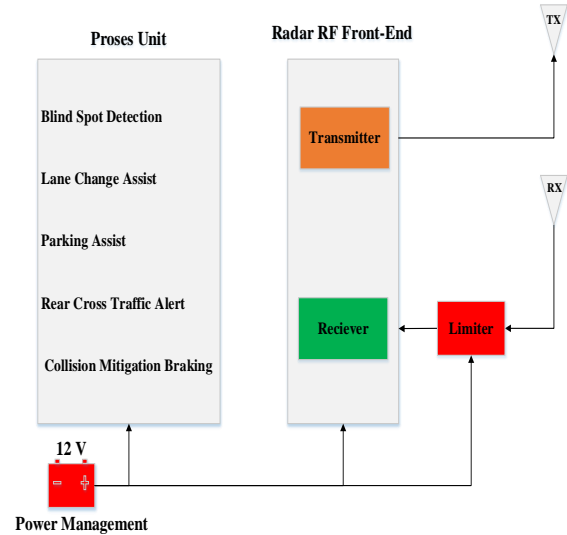 Proses Unit
Radar RF Front-End
TX
Blind Spot Detection
Transmitter
Lane Change Assist
RX
Parking Assist
Rear Cross Traffic Alert
Reciever
Limiter
Collision Mitigation Braking
12 V
- +
Power Management